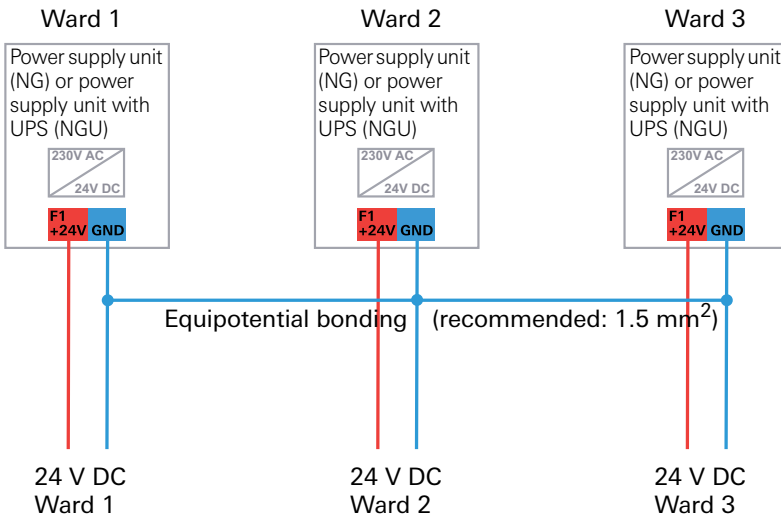 Ward 1
Power supply unit
(NG) or power
supply unit with
UPS (NGU)
230V AC
24V DC
F1
+24V GND
Ward 2
Power supply unit
(NG) or power
supply unit with
UPS (NGU)
230V AC
24V DC
F1
+24V GND
Ward 3
Power supply unit
(NG) or power
supply unit with
UPS (NGU)
230V AC
24V DC
F1
+24V GND
Equipotential bonding (recommended: 1.5 mm²)
24 V DC
Ward 1
24 V DC
Ward 2
24 V DC
Ward 3